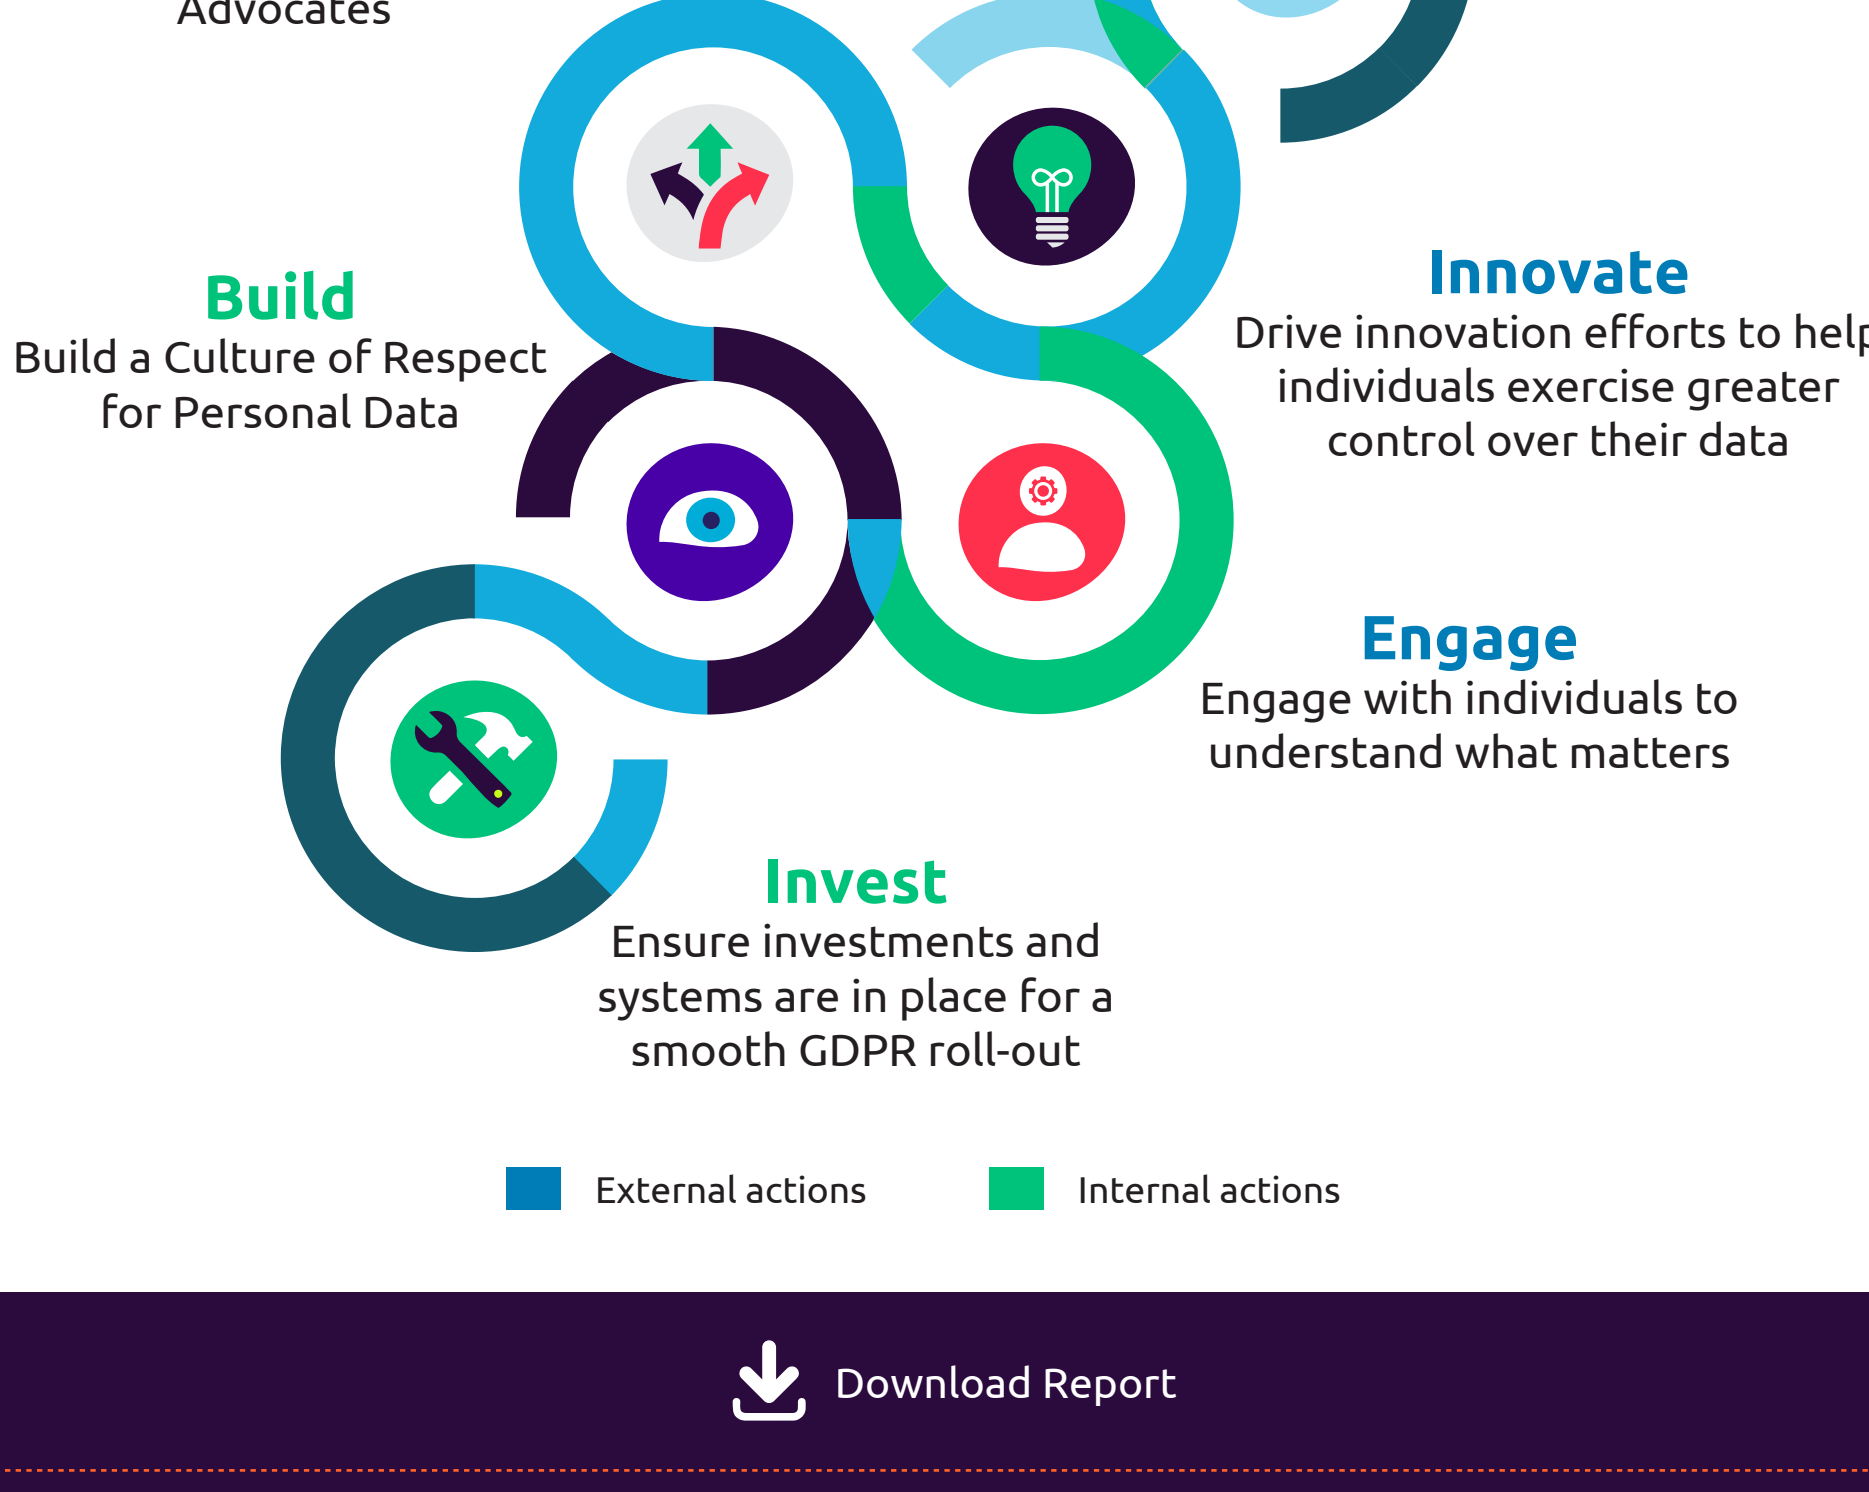 Advocates
Build
Build a Culture of Respect
for Personal Data
Innovate
Drive innovation efforts to help
individuals exercise greater
control over their data
Engage
Engage with individuals to
understand what matters
Invest
Ensure investments and
systems are in place for a
smooth GDPR roll-out
External actions
Internal actions
Download Report